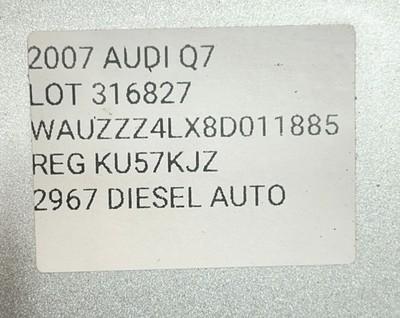 2007 AUDI Q7
LOT 316827
WAUZZZ4LX8D011885
REG KU57KJZ
2967 DIESEL AUTO